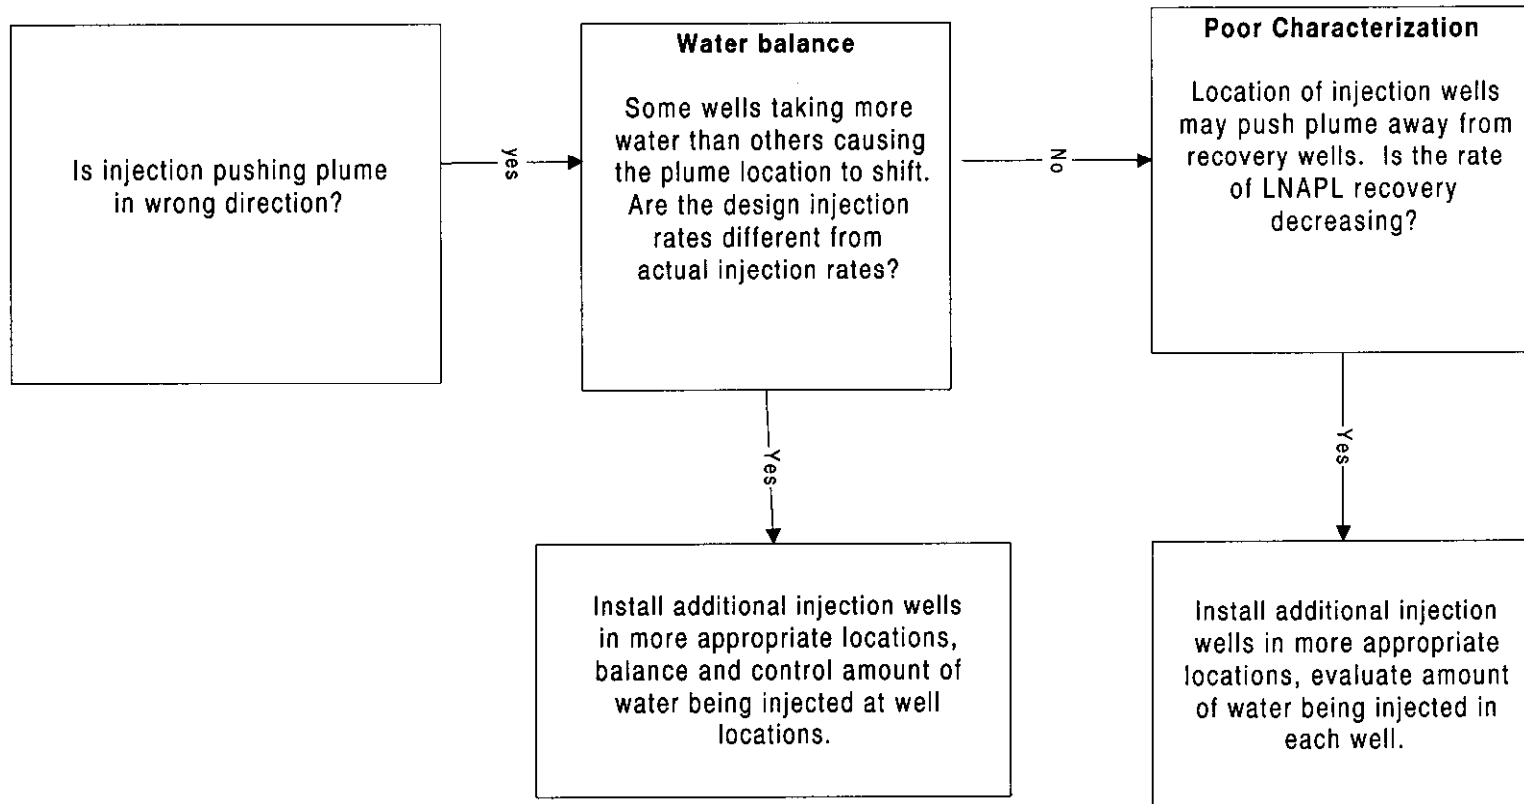 Is injection pushing plume
in wrong direction?
yes
Water balance
Some wells taking more
water than others causing
the plume location to shift.
Are the design injection
rates different from
actual injection rates?
No
Poor Characterization
Location of injection wells
may push plume away from
recovery wells.  Is the rate
of LNAPL recovery
decreasing?
Yes
Yes
Install additional injection wells
in more appropriate locations,
balance and control amount of
water being injected at well
locations.
Install additional injection
wells in more appropriate
locations, evaluate amount
of water being injected in
each well.